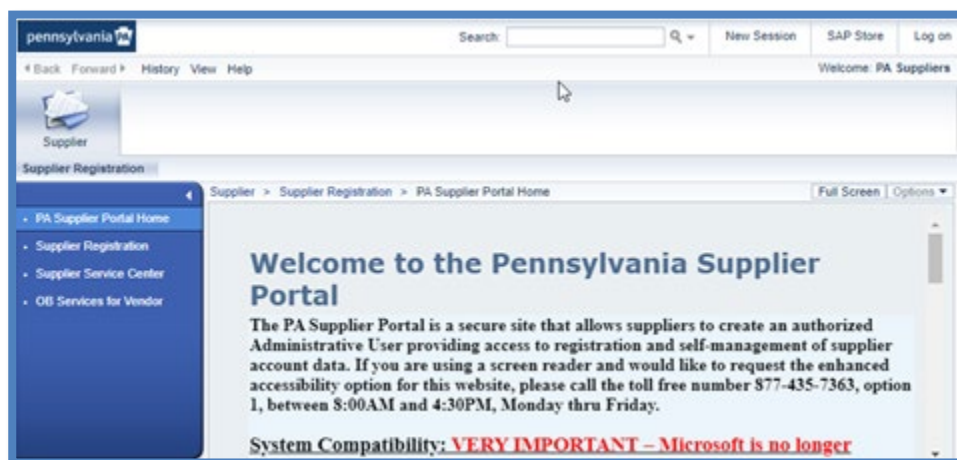 pennsylvania PA
Search:
New Session
SAP Store
Log on
Back Forward History View Help
Welcome: PA Suppliers
Supplier
Supplier Registration
Supplier > Supplier Registration > PA Supplier Portal Home
Full Screen
Options
PA Supplier Portal Home
Supplier Registration
Supplier Service Center
OB Services for Vendor
Welcome to the Pennsylvania Supplier
Portal
The PA Supplier Portal is a secure site that allows suppliers to create an authorized
Administrative User providing access to registration and self-management of supplier
account data. If you are using a screen reader and would like to request the enhanced
accessibility option for this website, please call the toll free number 877-435-7363, option
1, between 8:00AM and 4:30PM, Monday thru Friday.
System Compatibility: VERY IMPORTANT – Microsoft is no longer